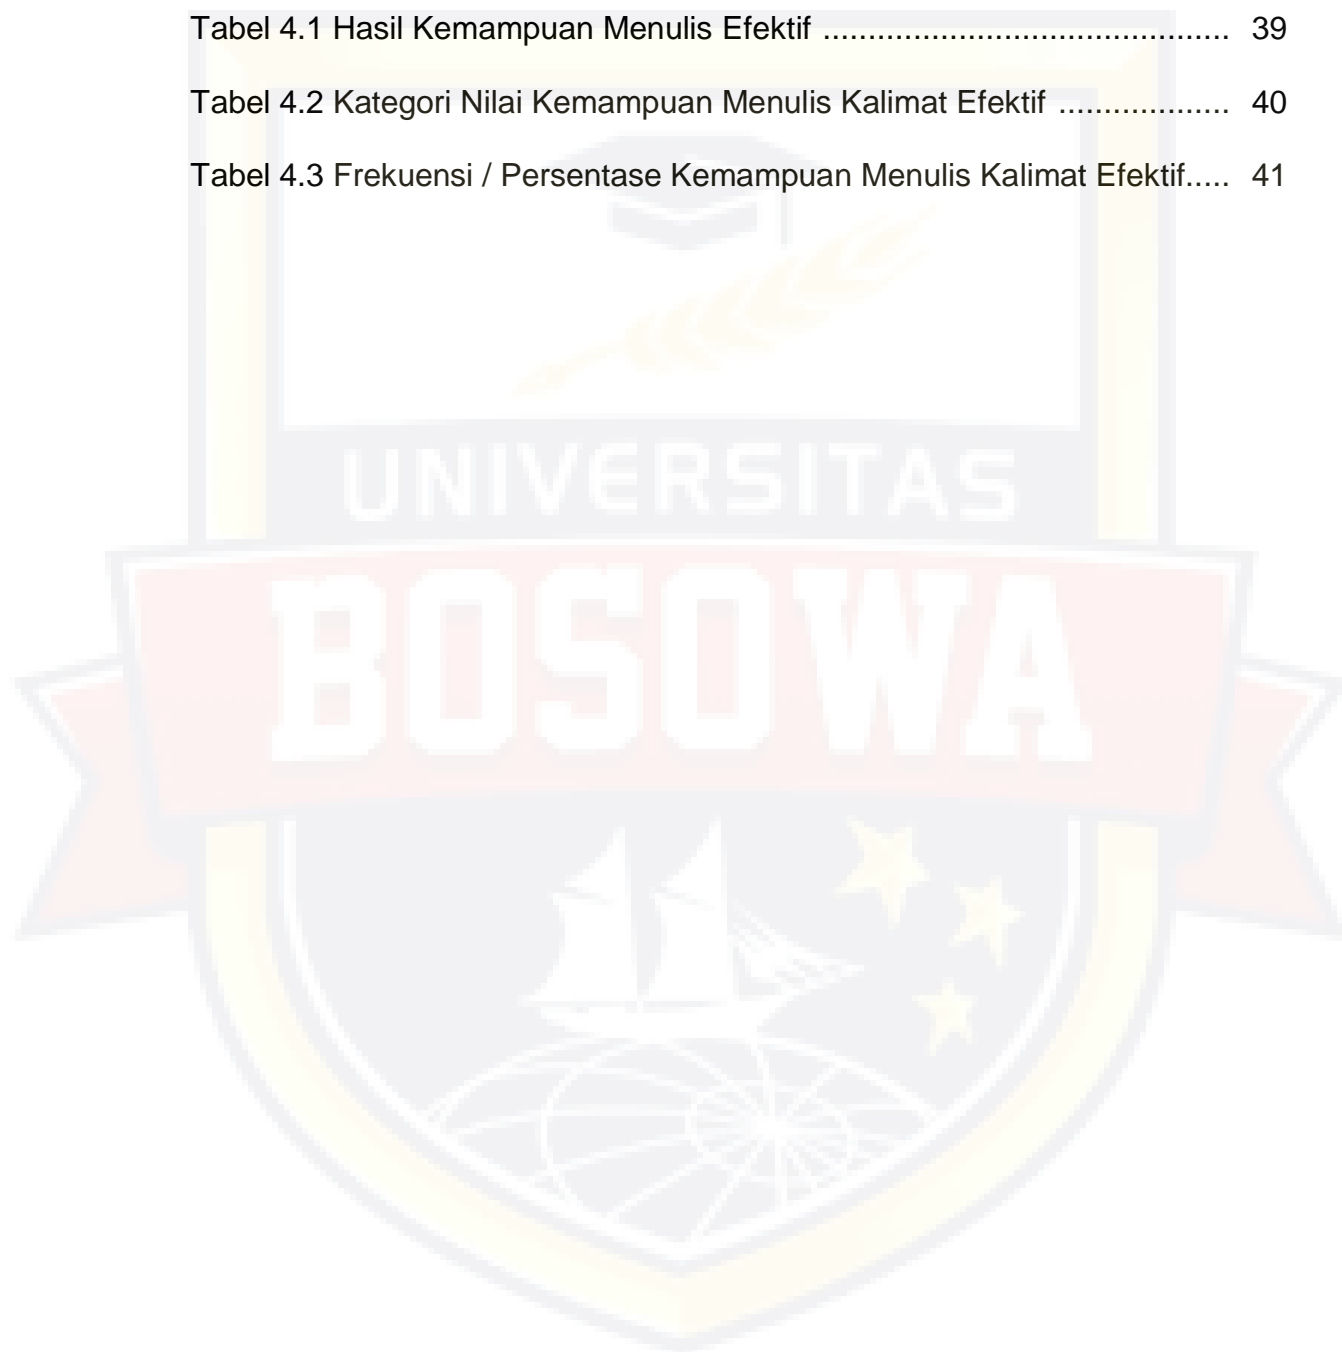 Tabel 4.1 Hasil Kemampuan Menulis Efektif ............................................. 39
Tabel 4.2 Kategori Nilai Kemampuan Menulis Kalimat Efektif ................... 40
Tabel 4.3 Frekuensi / Persentase Kemampuan Menulis Kalimat Efektif..... 41
UNIVERSITAS
BOSOWA